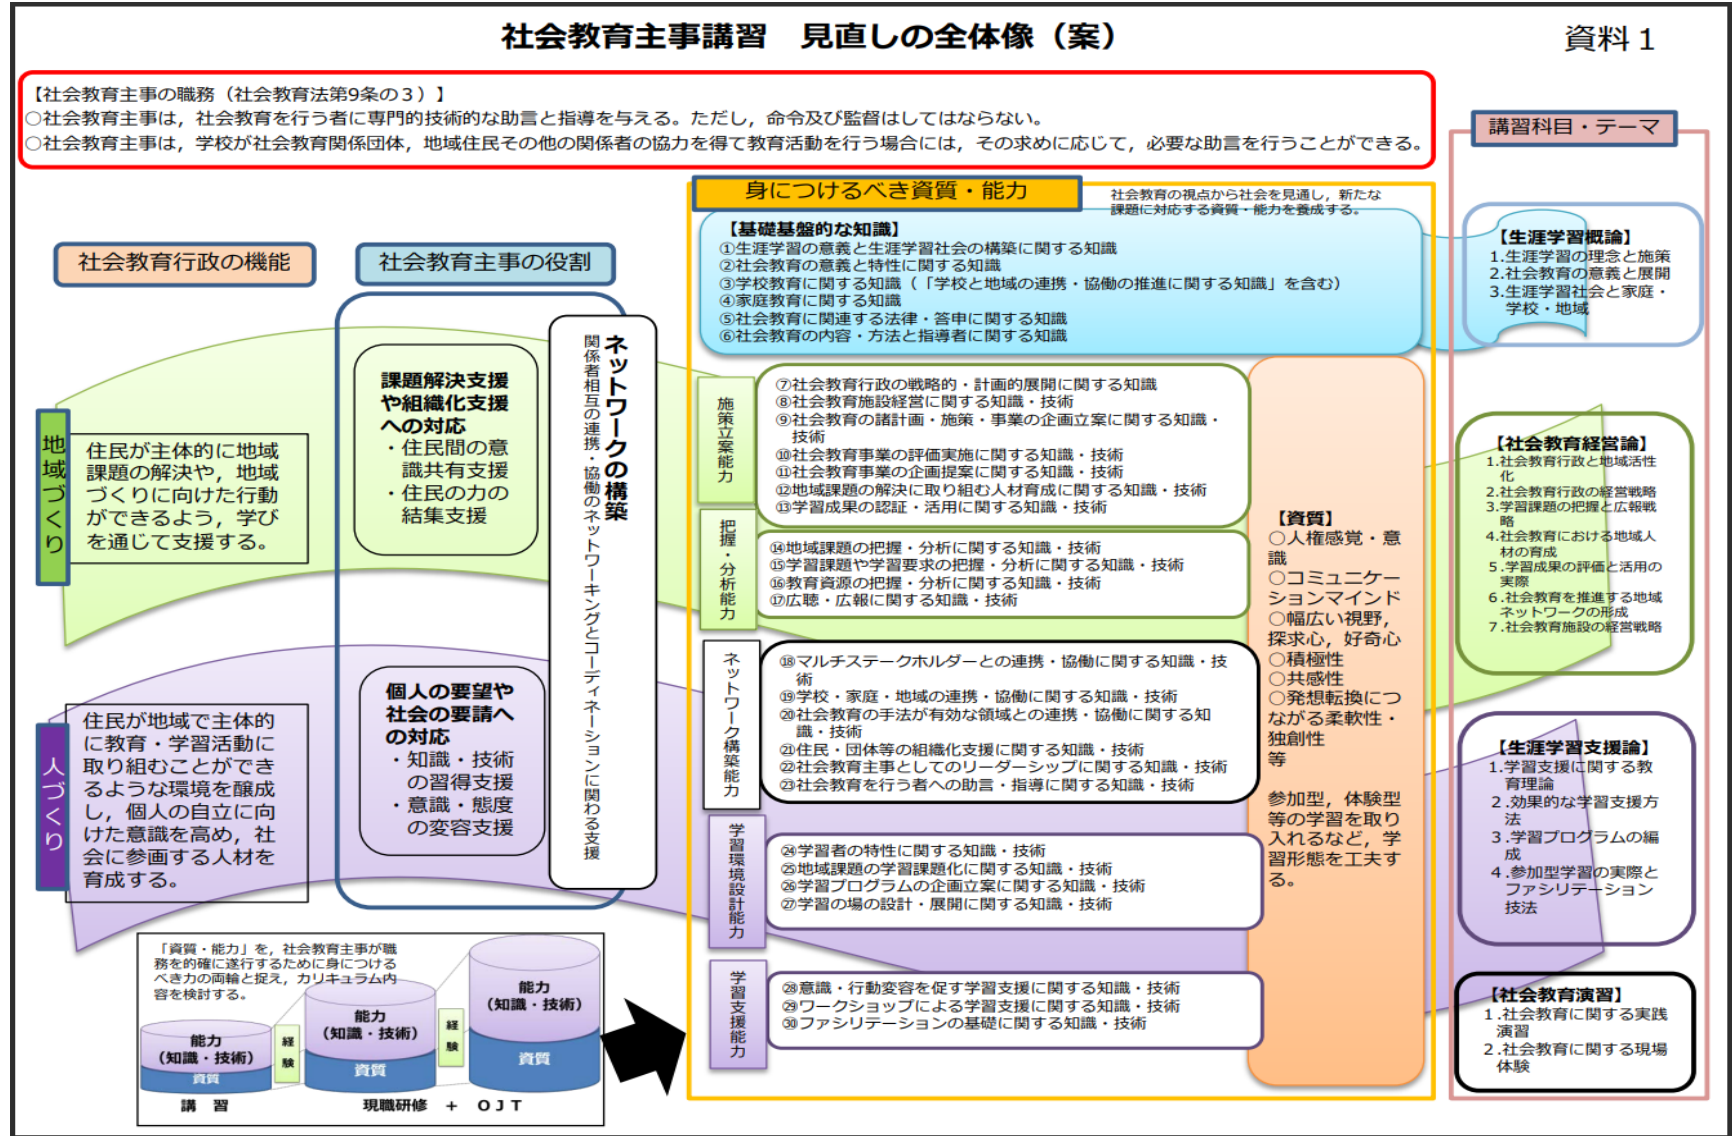 社会教育主事講習　見直しの全体像（案）
資料１
【社会教育主事の職務（社会教育法第9条の３）】
○社会教育主事は，社会教育を行う者に専門的技術的な助言と指導を与える。ただし，命令及び監督はしてはならない。
○社会教育主事は，学校が社会教育関係団体，地域住民その他の関係者の協力を得て教育活動を行う場合には，その求めに応じて，必要な助言を行うことができる。
社会教育行政の機能
地域づくり
住民が主体的に地域
課題の解決や，地域
づくりに向けた行動
ができるよう，学び
を通じて支援する。
人づくり
住民が地域で主体的
に教育・学習活動に
取り組むことができ
るような環境を醸成
し，個人の自立に向
けた意識を高め，社
会に参画する人材を
育成する。
社会教育主事の役割
課題解決支援
や組織化支援
への対応
・住民間の意
識共有支援
・住民の力の
結集支援
個人の要望や
社会の要請へ
の対応
・知識・技術
の習得支援
・意識・態度
の変容支援
ネットワークの構築
関係者相互の連携・協働のネットワーキングとコーディネーションに関わる支援
身につけるべき資質・能力
社会教育の視点から社会を見通し，新たな
課題に対応する資質・能力を養成する。
【基礎基盤的な知識】
①生涯学習の意義と生涯学習社会の構築に関する知識
②社会教育の意義と特性に関する知識
③学校教育に関する知識（「学校と地域の連携・協働の推進に関する知識」を含む）
④家庭教育に関する知識
⑤社会教育に関連する法律・答申に関する知識
⑥社会教育の内容・方法と指導者に関する知識
施策立案能力
⑦社会教育行政の戦略的・計画的展開に関する知識
⑧社会教育施設経営に関する知識・技術
⑨社会教育の諸計画・施策・事業の企画立案に関する知識・
技術
⑩社会教育事業の評価実施に関する知識・技術
⑪社会教育事業の企画提案に関する知識・技術
⑫地域課題の解決に取り組む人材育成に関する知識・技術
⑬学習成果の認証・活用に関する知識・技術
把握・分析能力
⑭地域課題の把握・分析に関する知識・技術
⑮学習課題や学習要求の把握・分析に関する知識・技術
⑯教育資源の把握・分析に関する知識・技術
⑰広聴・広報に関する知識・技術
ネットワーク構築能力
⑱マルチステークホルダーとの連携・協働に関する知識・技
術
⑲学校・家庭・地域の連携・協働に関する知識・技術
⑳社会教育の手法が有効な領域との連携・協働に関する知
識・技術
㉑住民・団体等の組織化支援に関する知識・技術
㉒社会教育主事としてのリーダーシップに関する知識・技術
㉓社会教育を行う者への助言・指導に関する知識・技術
学習環境設計能力
㉔学習者の特性に関する知識・技術
㉕地域課題の学習課題化に関する知識・技術
㉖学習プログラムの企画立案に関する知識・技術
㉗学習の場の設計・展開に関する知識・技術
学習支援能力
㉘意識・行動変容を促す学習支援に関する知識・技術
㉙ワークショップによる学習支援に関する知識・技術
㉚ファシリテーションの基礎に関する知識・技術
【資質】
○人権感覚・意
識
○コミュニケー
ションマインド
○幅広い視野，
探求心，好奇心
○積極性
○共感性
○発想転換につ
ながる柔軟性・
独創性
等
参加型，体験型
等の学習を取り
入れるなど，学
習形態を工夫す
る。
講習科目・テーマ
【生涯学習概論】
1.生涯学習の理念と施策
2.社会教育の意義と展開
3.生涯学習社会と家庭・
学校・地域
【社会教育経営論】
1.社会教育行政と地域活性
化
2.社会教育行政の経営戦略
3.学習課題の把握と広報戦
略
4.社会教育における地域人
材の育成
５.学習成果の評価と活用の
実際
６.社会教育を推進する地域
ネットワークの形成
７.社会教育施設の経営戦略
【生涯学習支援論】
1.学習支援に関する教
育理論
２.効果的な学習支援方
法
３.学習プログラムの編
成
４.参加型学習の実際と
ファシリテーション
技法
【社会教育演習】
１.社会教育に関する実践
演習
２.社会教育に関する現場
体験
「資質・能力」を，社会教育主事が職
務を的確に遂行するために身につける
べき力の両輪と捉え，カリキュラム内
容を検討する。
能力
（知識・技術）
資質
経験
能力
（知識・技術）
資質
経験
能力
（知識・技術）
資質
講　習
現職研修　＋　ＯＪＴ